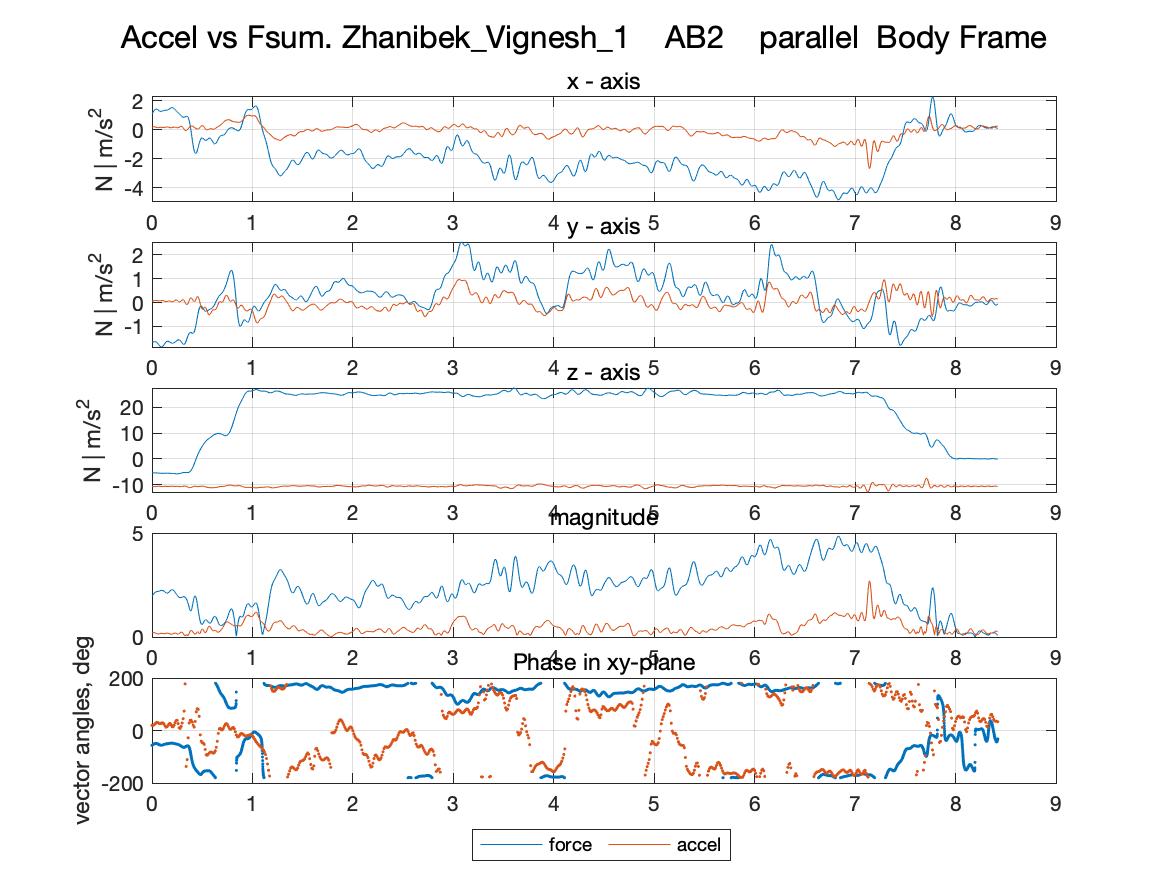 Accel vs Fsum. Zhanibek_Vignesh_1 AB2 parallel Body Frame
x - axis
N | m/s2
2
0
-2
-4
0 1 2 3 4 5 6 7 8 9
y - axis
N | m/s2
2
1
0
-1
0 1 2 3 4 5 6 7 8 9
z - axis
N | m/s2
20
10
0
-10
0 1 2 3 4 5 6 7 8 9
magnitude
5
0
0 1 2 3 4 5 6 7 8 9
Phase in xy-plane
vector angles, deg
200
0
-200
0 1 2 3 4 5 6 7 8 9
force accel